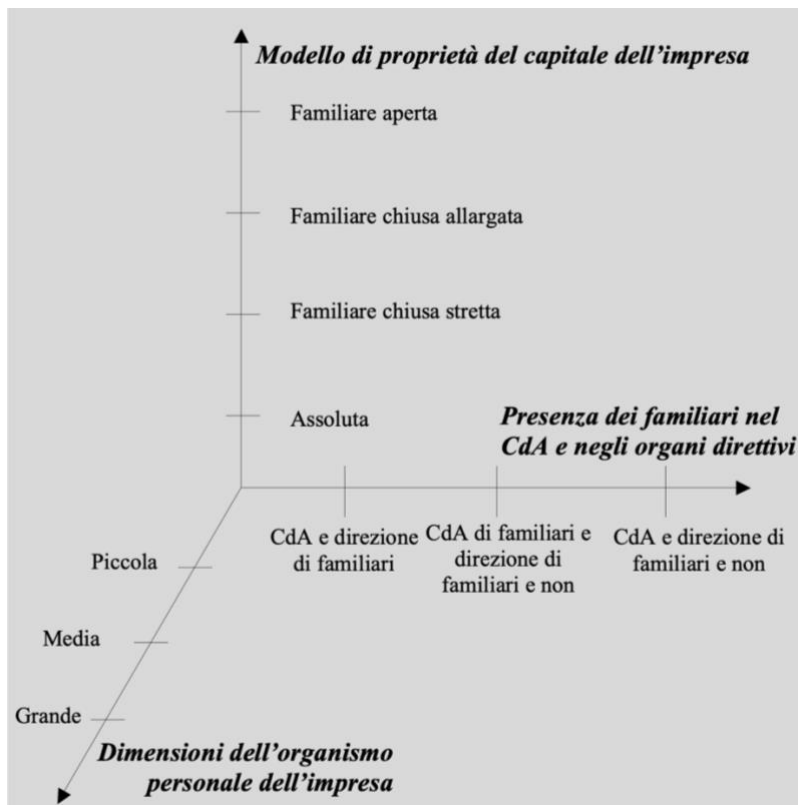 Modello di proprietà del capitale dell'impresa
Familiare aperta
Familiare chiusa allargata
Familiare chiusa stretta
Assoluta
Presenza dei familiari nel
CdA e negli organi direttivi
CdA e direzione
di familiari
CdA di familiari e
direzione di
familiari e non
CdA e direzione di
familiari e non
Piccola
Media
Grande
Dimensioni dell'organismo
personale dell'impresa